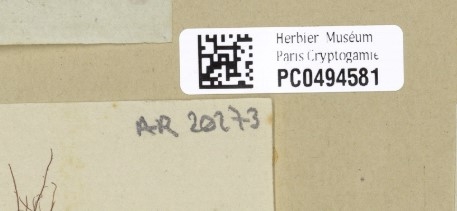 Herbier Muséum
Paris Cryptogamie
PC0494581
AR 20273